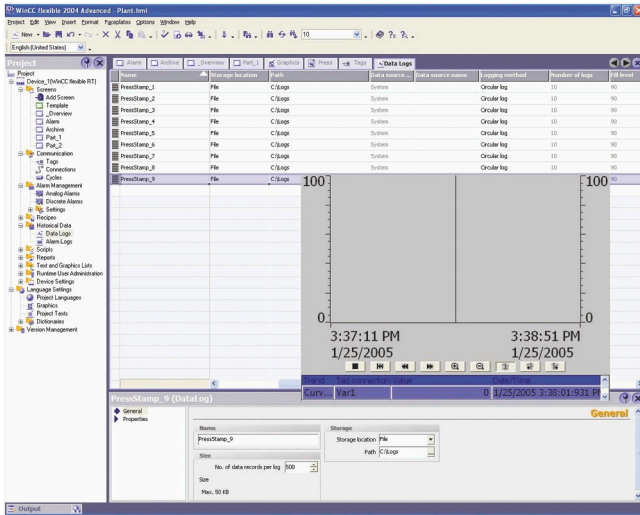 WinCC flexible 2004 Advanced - Plant.hmi
Project Edit View Insert Format Faceplates Options Window Help
New
10
English (United States)
Project
Alarm Archive _Overview Part_1 Graphics Press Tags Data Logs
Project
Device_1(WinCC flexible RT)
Screens
Add Screen
Template
_Overview
Alarm
Archive
Part_1
Part_2
Communication
Tags
Connections
Cycles
Alarm Management
Analog Alarms
Discrete Alarms
Settings
Recipes
Historical Data
Data Logs
Alarm Logs
Scripts
Reports
Text and Graphics Lists
Runtime User Administration
Device Settings
Language Settings
Project Languages
Graphics
Project Texts
Dictionaries
Version Management
Name Storage location Path Data source ... Data source name Logging method Number of logs Fill level
PressStamp_1 File C:\Logs System Circular log 10 90
PressStamp_2 File C:\Logs System Circular log 10 90
PressStamp_3 File C:\Logs System Circular log 10 90
PressStamp_4 File C:\Logs System Circular log 10 90
PressStamp_5 File C:\Logs System Circular log 10 90
PressStamp_6 File C:\Logs System Circular log 10 90
PressStamp_7 File C:\Logs System Circular log 10 90
PressStamp_8 File C:\Logs System Circular log 10 90
PressStamp_9 File C:\Logs 90
100 100
0 0
3:37:11 PM 3:38:51 PM
1/25/2005 1/25/2005
Trend Tag connection Value Date/Time
Curv... Var1 0 1/25/2005 3:38:01:931 PM
PressStamp_9 (Data Log)
General
Properties
General
Name
PressStamp_9
Size
No. of data records per log 500
Size
Max. 50 KB
Storage
Storage location File
Path C:\Logs
Output